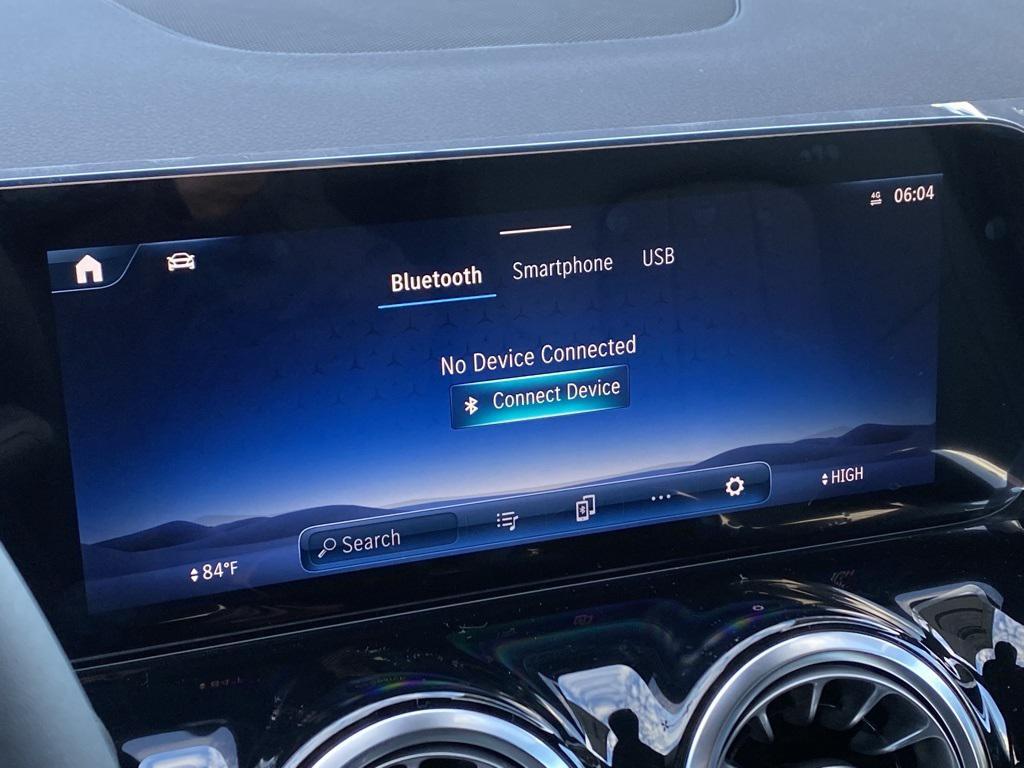 4G 06:04
Bluetooth Smartphone USB
No Device Connected
Connect Device
HIGH
Search
84°F